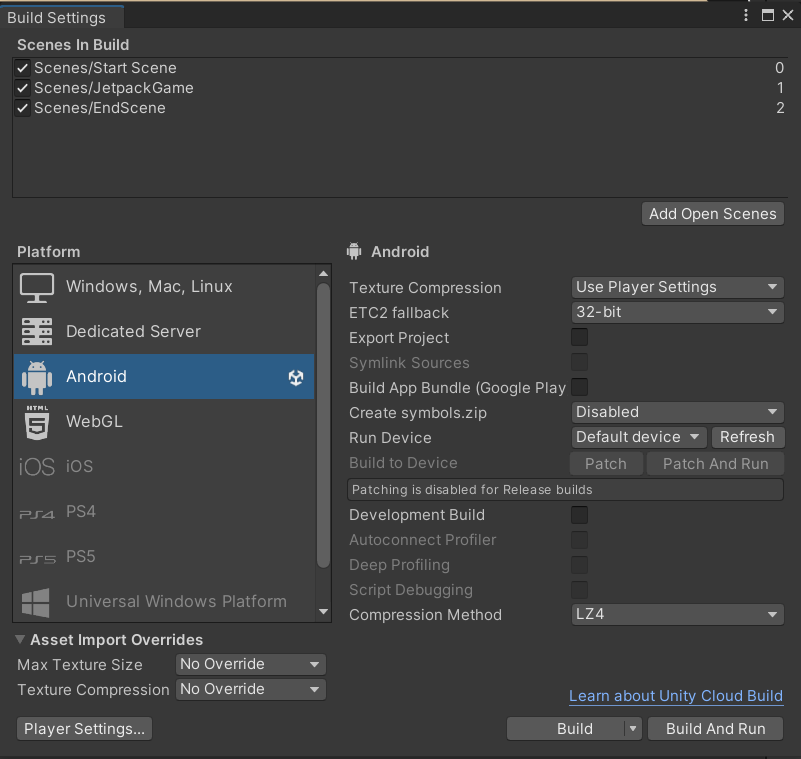 Build Settings
Scenes In Build
Scenes/Start Scene 0
Scenes/JetpackGame 1
Scenes/EndScene 2
Add Open Scenes
Platform
Windows, Mac, Linux
Dedicated Server
Android
HTML 5 WebGL
iOS iOS
PS4 PS4
PS5 PS5
Universal Windows Platform
Android
Texture Compression Use Player Settings
ETC2 fallback 32-bit
Export Project
Symlink Sources
Build App Bundle (Google Play
Create symbols.zip Disabled
Run Device Default device Refresh
Build to Device Patch Patch And Run
Patching is disabled for Release builds
Development Build
Autoconnect Profiler
Deep Profiling
Script Debugging
Compression Method LZ4
Asset Import Overrides
Max Texture Size No Override
Texture Compression No Override
Learn about Unity Cloud Build
Player Settings... Build Build And Run